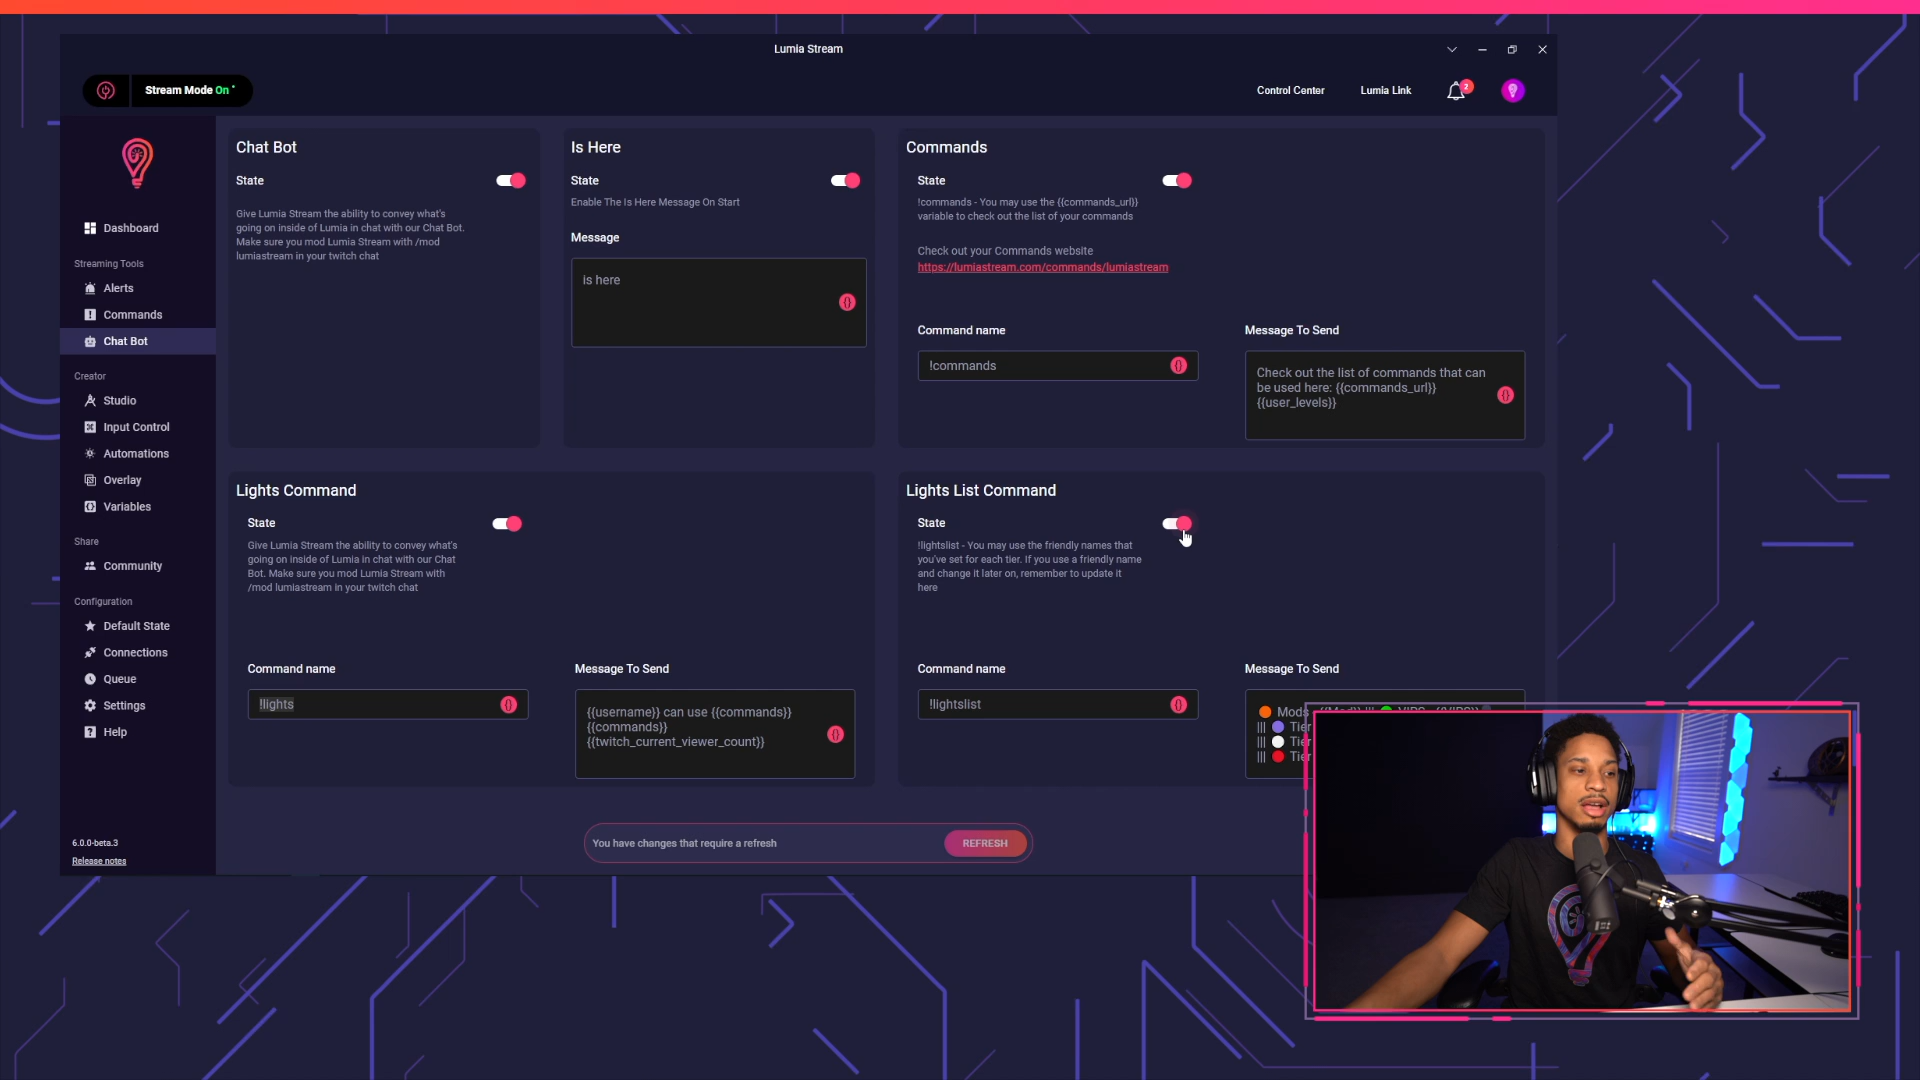 Lumia Stream
Stream Mode On
Control Center
Lumia Link
2
Dashboard
Streaming Tools
Alerts
Commands
Chat Bot
Creator
Studio
Input Control
Automations
Overlay
Variables
Share
Community
Configuration
Default State
Connections
Queue
Settings
Help
6.0.0-beta.3
Release notes
Chat Bot
State
Give Lumia Stream the ability to convey what's
going on inside of Lumia in chat with our Chat Bot.
Make sure you mod Lumia Stream with /mod
lumiastream in your twitch chat
Is Here
State
Enable The Is Here Message On Start
Message
is here
{}
Commands
State
!commands - You may use the {{commands_url}}
variable to check out the list of your commands
Check out your Commands website
https://lumiastream.com/commands/lumiastream
Command name
!commands
{}
Message To Send
Check out the list of commands that can
be used here: {{commands_url}}
{{user_levels}}
{}
Lights Command
State
Give Lumia Stream the ability to convey what's
going on inside of Lumia in chat with our Chat
Bot. Make sure you mod Lumia Stream with
/mod lumiastream in your twitch chat
Command name
!lights
{}
Message To Send
{{username}} can use {{commands}}
{{commands}}
{{twitch_current_viewer_count}}
{}
Lights List Command
State
!lightslist - You may use the friendly names that
you've set for each tier. If you use a friendly name
and change it later on, remember to update it
here
Command name
!lightslist
{}
Message To Send
Mods
||| Tier
||| Tier
||| Tier
You have changes that require a refresh
REFRESH